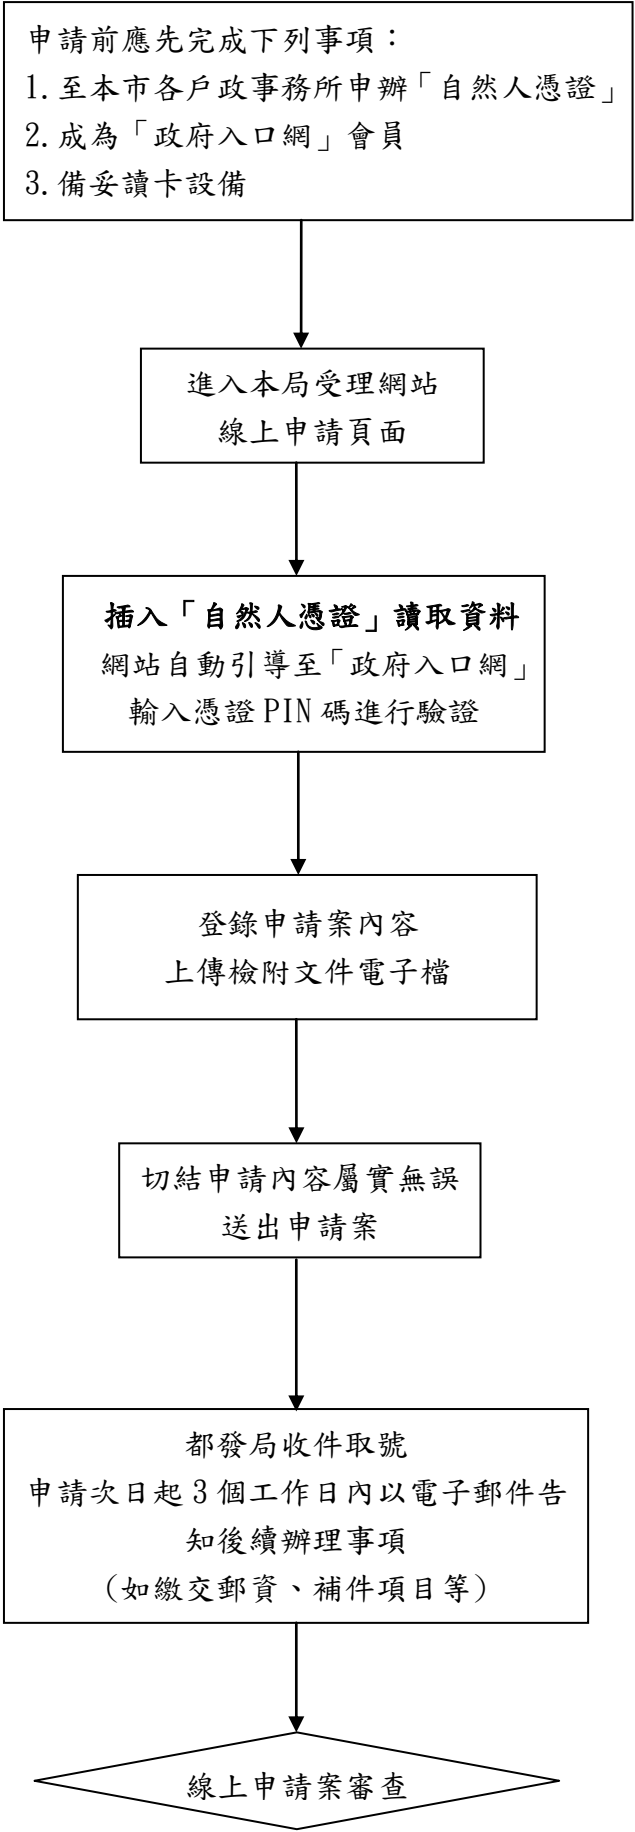 申請前應先完成下列事項：
1.至本市各戶政事務所申辦「自然人憑證」
2.成為「政府入口網」會員
3.備妥讀卡設備
進入本局受理網站
線上申請頁面
插入「自然人憑證」讀取資料
網站自動引導至「政府入口網」
輸入憑證 PIN 碼進行驗證
登錄申請案內容
上傳檢附文件電子檔
切結申請內容屬實無誤
送出申請案
都發局收件取號
申請次日起 3 個工作日內以電子郵件告
知後續辦理事項
（如繳交郵資、補件項目等）
線上申請案審查